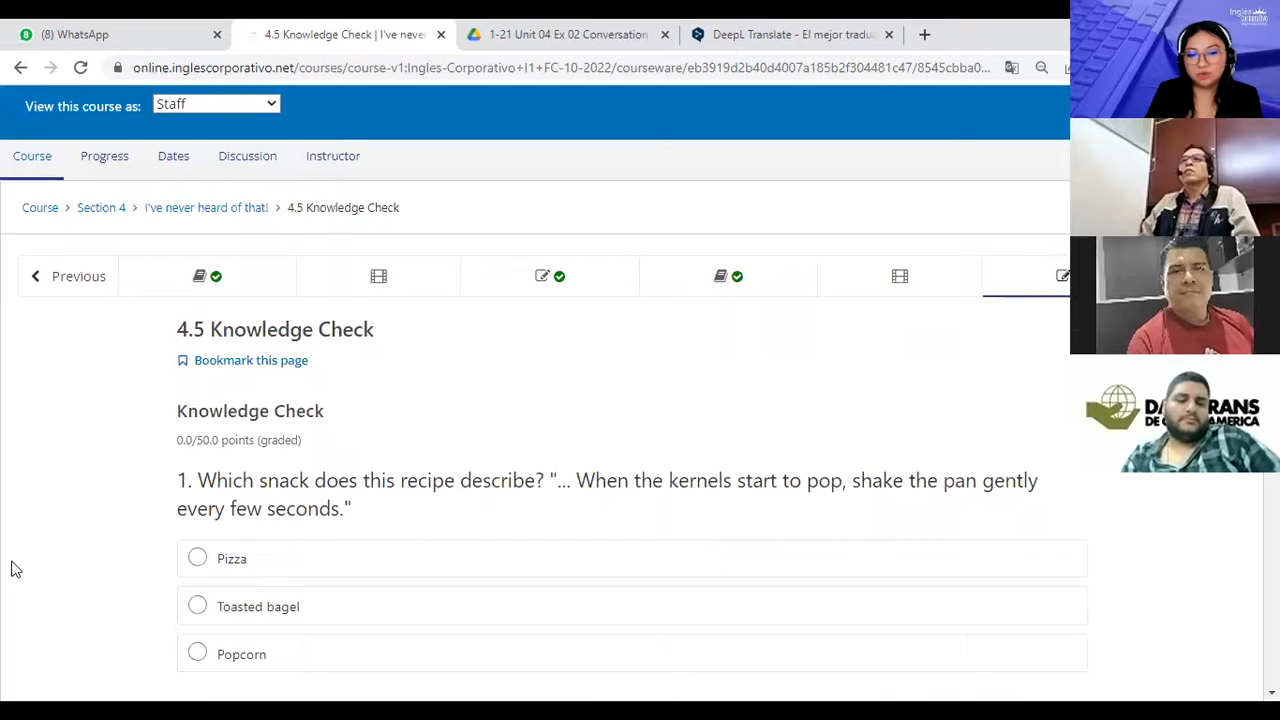 (8) WhatsApp
4.5 Knowledge Check | I've never
1-21 Unit 04 Ex 02 Conversation
DeepL Translate - El mejor traduc
online.inglescorporativo.net/courses/course-v1:Ingles-Corporativo+I1+FC-10-2022/courseware/eb3919d2b40d4007a185b2f304481c47/8545cbba0...
View this course as:
Staff
Course
Progress
Dates
Discussion
Instructor
Course > Section 4 > I've never heard of that! > 4.5 Knowledge Check
Previous
4.5 Knowledge Check
Bookmark this page
Knowledge Check
0.0/50.0 points (graded)
1. Which snack does this recipe describe? "... When the kernels start to pop, shake the pan gently
every few seconds."
Pizza
Toasted bagel
Popcorn
Ingles